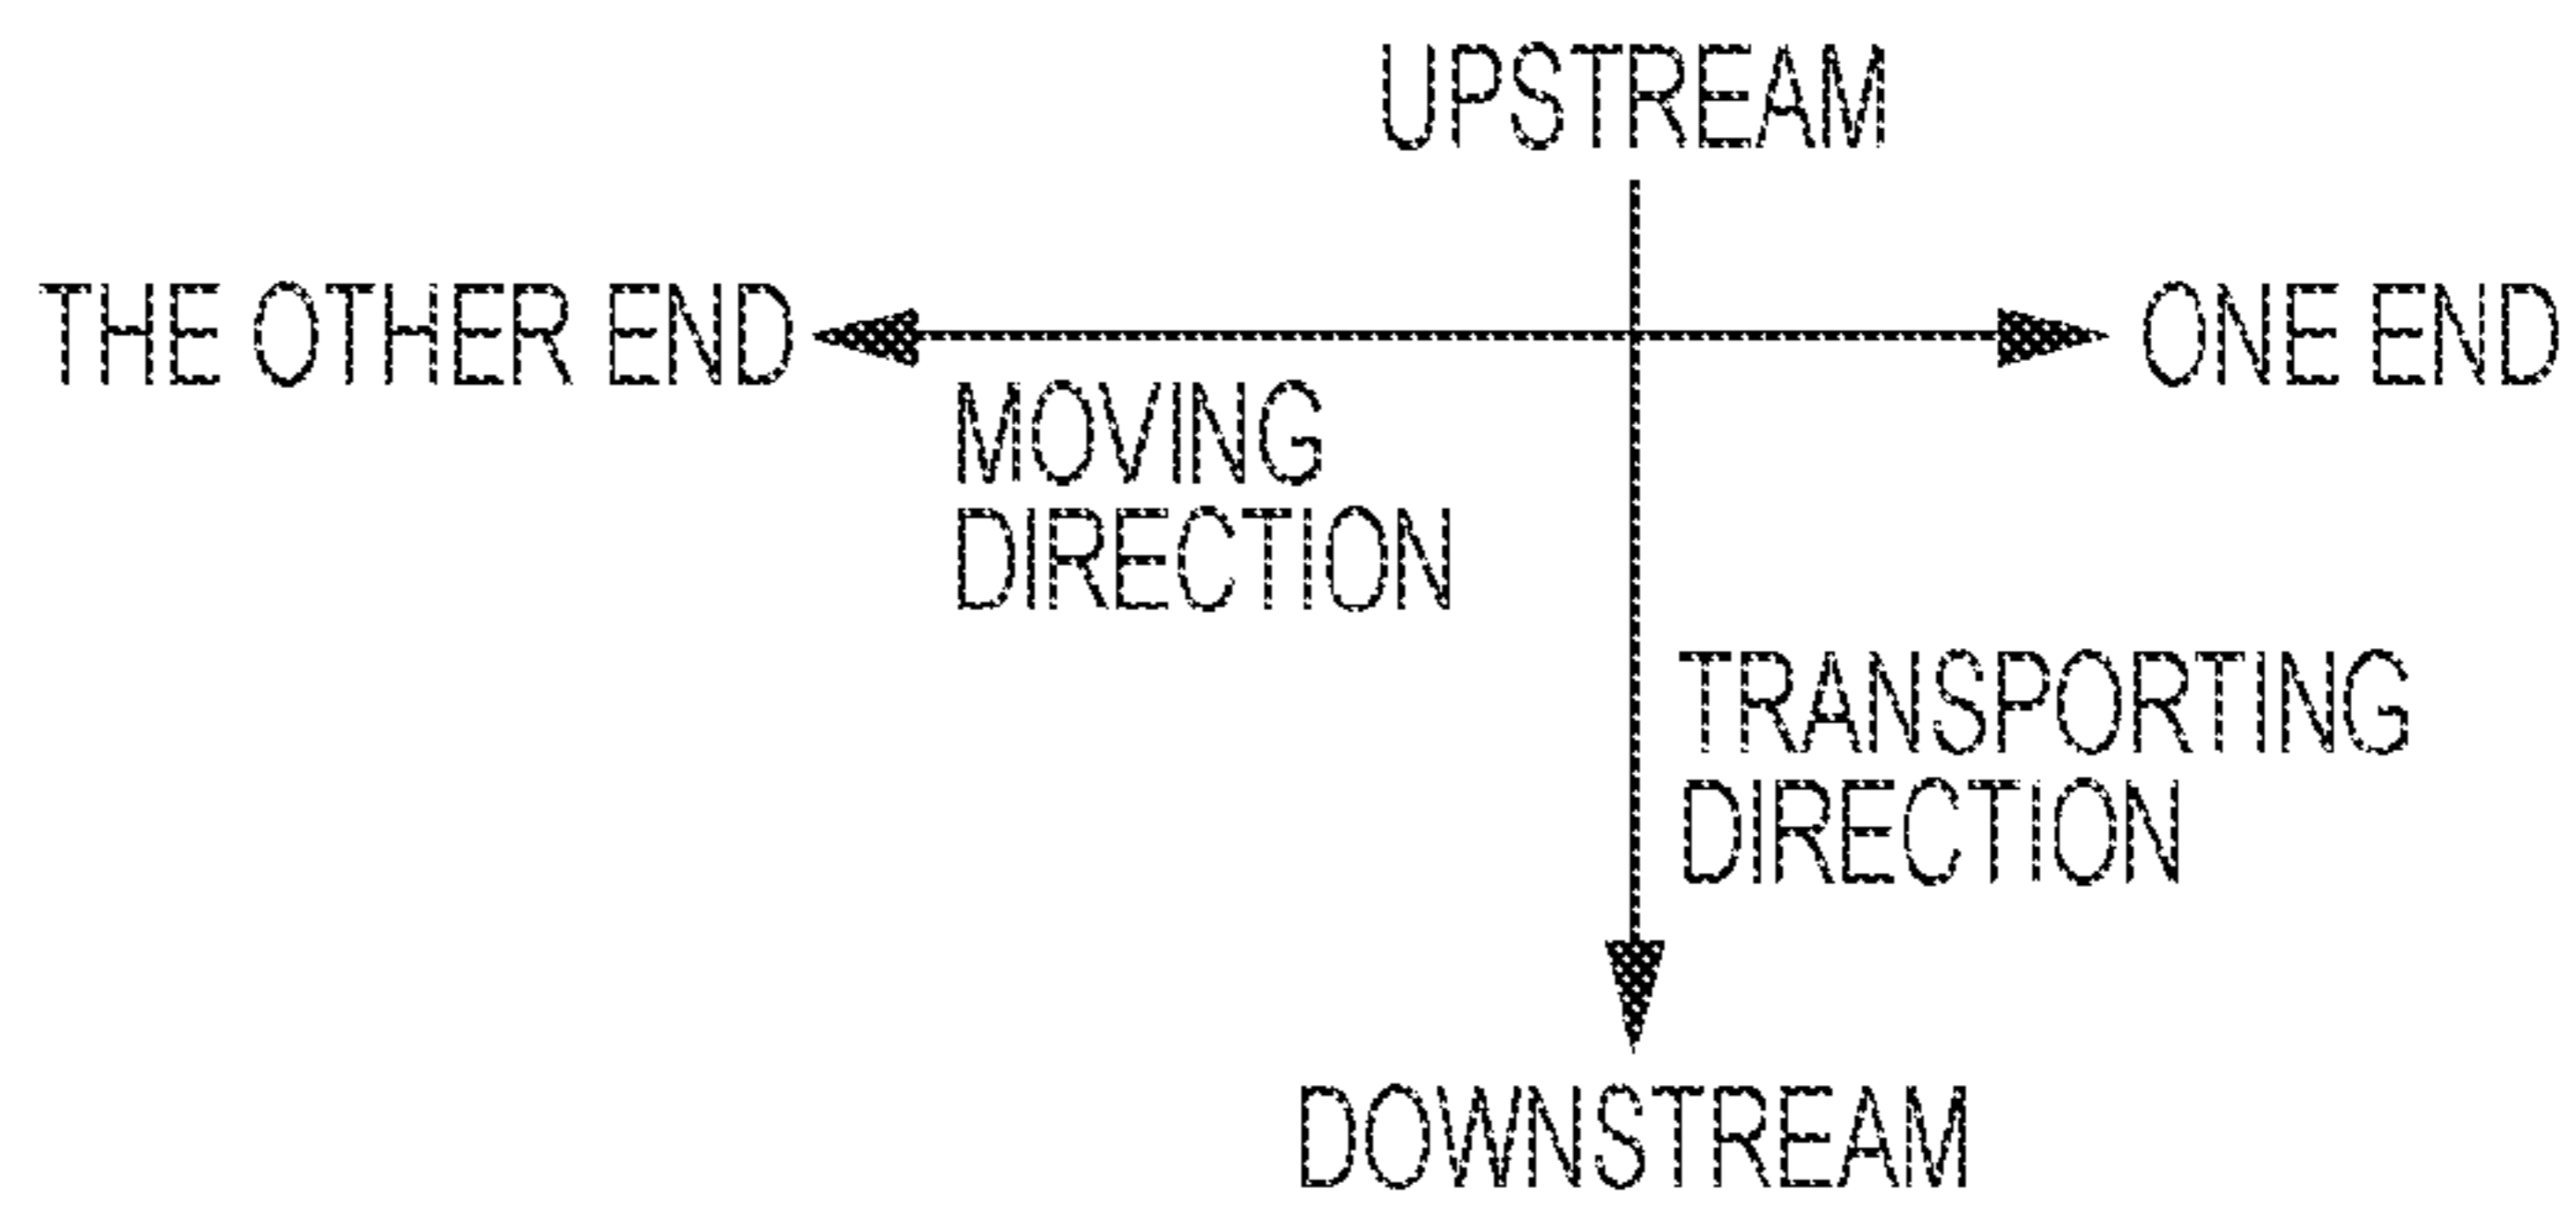 UPSTREAM
THE OTHER END
ONE END
MOVING
DIRECTION
TRANSPORTING
DIRECTION
DOWNSTREAM